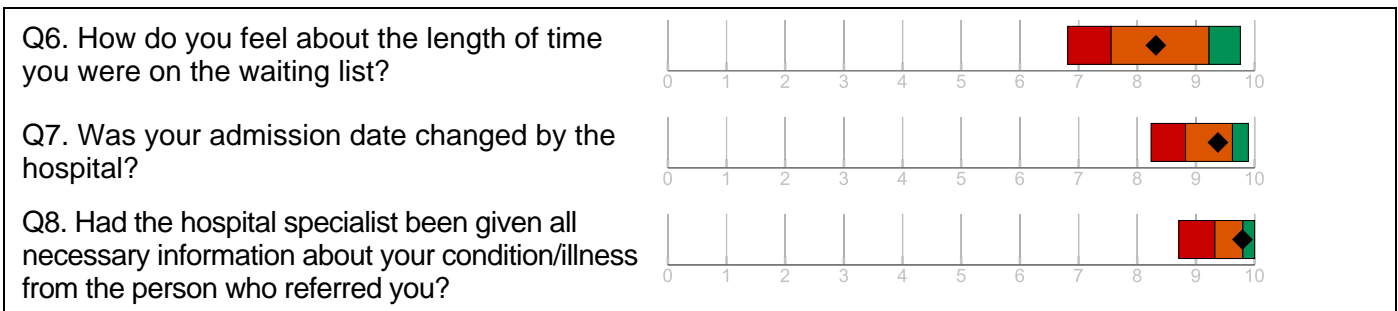 Q6. How do you feel about the length of time
you were on the waiting list?
0 1 2 3 4 5 6 7 8 9 10
Q7. Was your admission date changed by the
hospital?
0 1 2 3 4 5 6 7 8 9 10
Q8. Had the hospital specialist been given all
necessary information about your condition/illness
from the person who referred you?
0 1 2 3 4 5 6 7 8 9 10